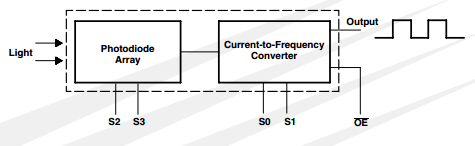 Light
Photodiode
Array
Current-to-Frequency
Converter
Output
S2
S3
S0
S1
OE